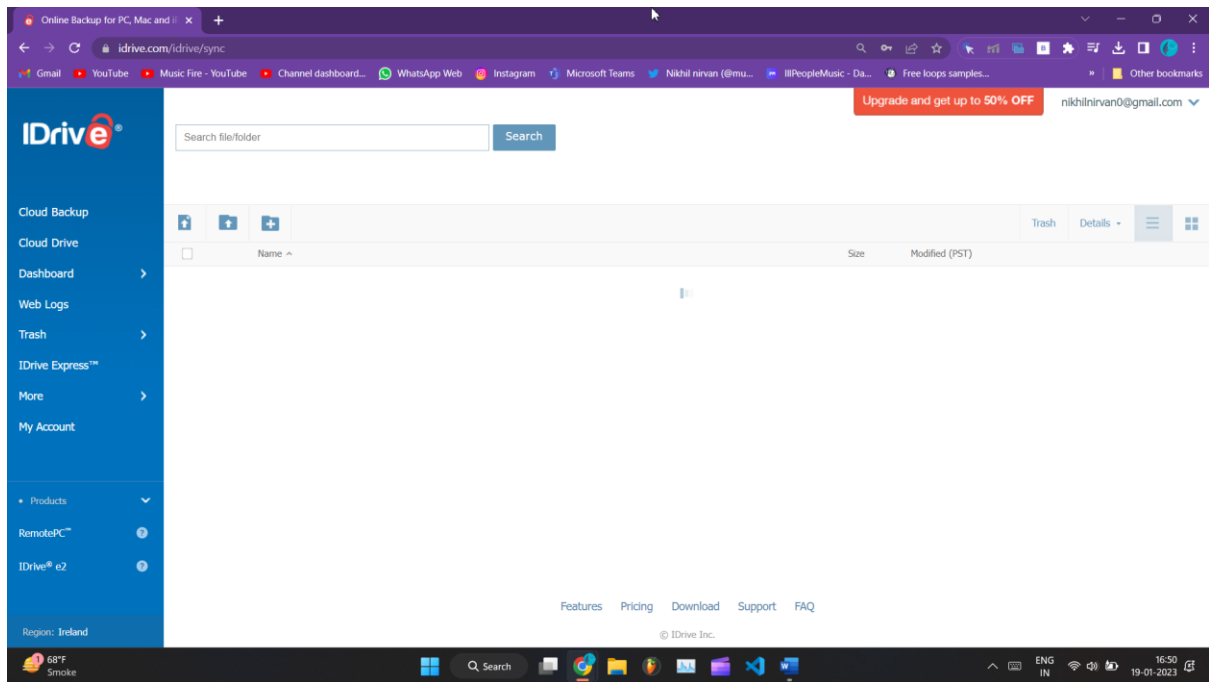 Online Backup for PC, Mac and i
idrive.com/idrive/sync
Gmail YouTube Music Fire - YouTube Channel dashboard... WhatsApp Web Instagram Microsoft Teams Nikhil nirvan (@mu... IIIPeopleMusic - Da... Free loops samples... » Other bookmarks
Upgrade and get up to 50% OFF nikhilnirvan0@gmail.com
IDrive®
Search file/folder Search
Cloud Backup
Trash Details
Cloud Drive
Name Size Modified (PST)
Dashboard
Web Logs
Trash
IDrive Express™
More
My Account
• Products
RemotePC™ ?
IDrive® e2 ?
Features Pricing Download Support FAQ
Region: Ireland
© IDrive Inc.
1 68°F
Smoke
Search
ENG
IN
16:50
19-01-2023